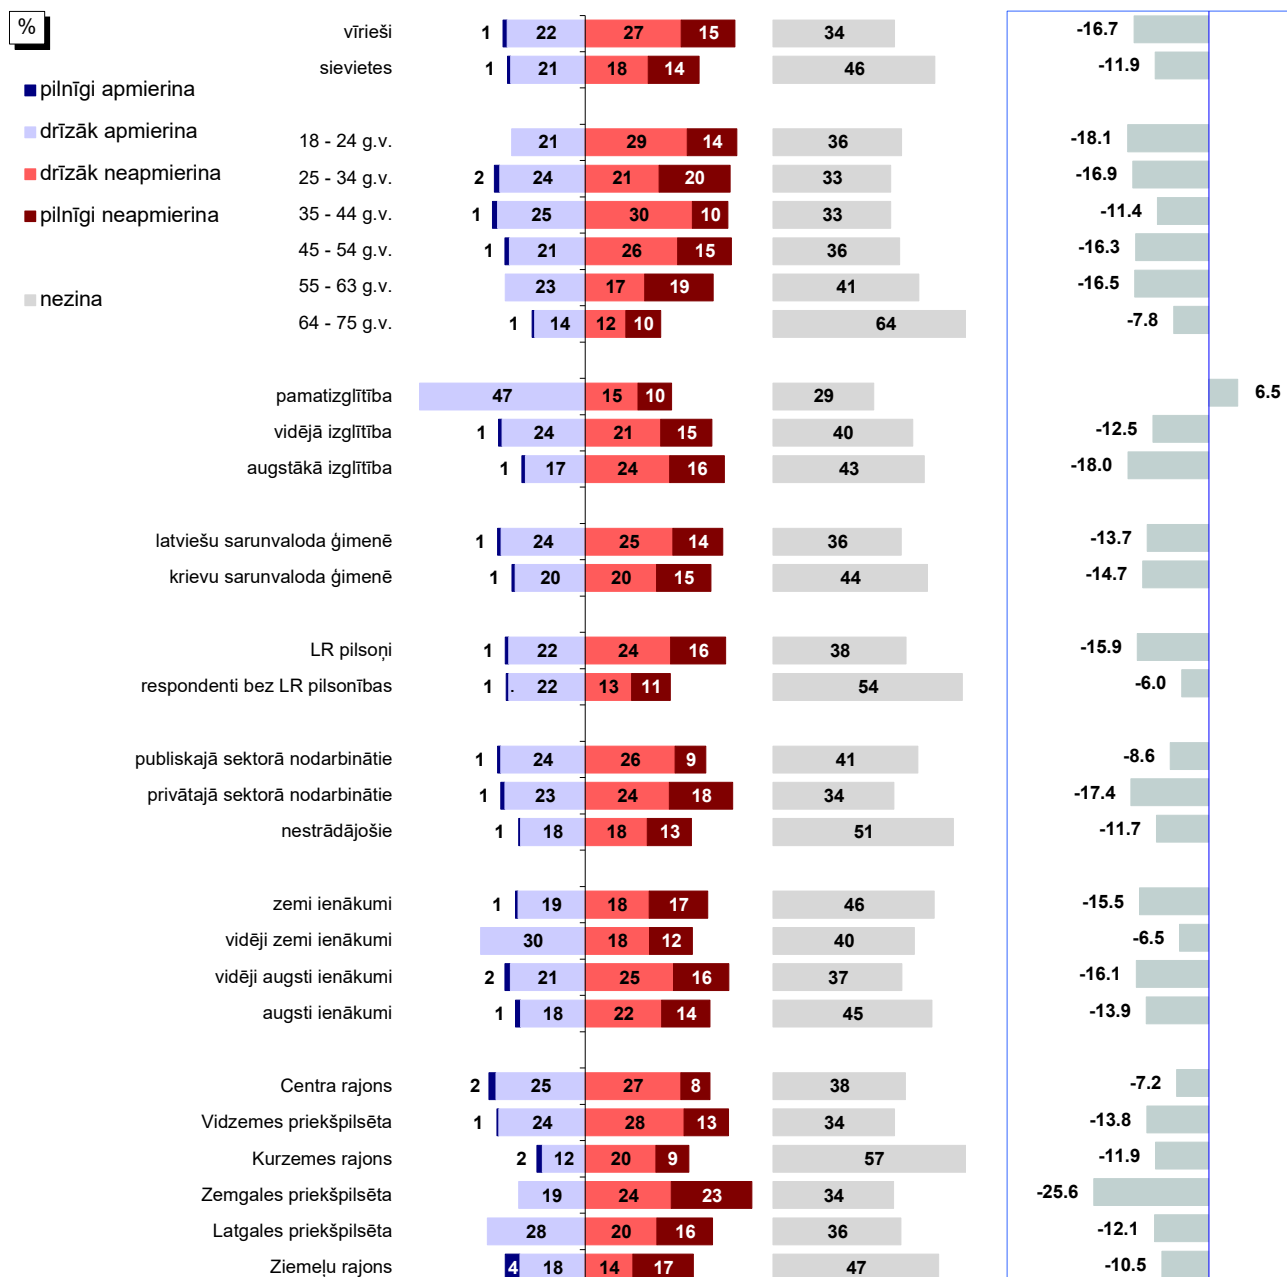 %
pilnīgi apmierina
drīzāk apmierina
drīzāk neapmierina
pilnīgi neapmierina
nezina
vīrieši 1 22 27 15 34 -16.7
sievietes 1 21 18 14 46 -11.9
18 - 24 g.v. 21 29 14 36 -18.1
25 - 34 g.v. 2 24 21 20 33 -16.9
35 - 44 g.v. 1 25 30 10 33 -11.4
45 - 54 g.v. 1 21 26 15 36 -16.3
55 - 63 g.v. 23 17 19 41 -16.5
64 - 75 g.v. 1 14 12 10 64 -7.8
pamatizglītība 47 15 10 29 6.5
vidējā izglītība 1 24 21 15 40 -12.5
augstākā izglītība 1 17 24 16 43 -18.0
latviešu sarunvaloda ģimenē 1 24 25 14 36 -13.7
krievu sarunvaloda ģimenē 1 20 20 15 44 -14.7
LR pilsoņi 1 22 24 16 38 -15.9
respondenti bez LR pilsonības 1 . 22 13 11 54 -6.0
publiskajā sektorā nodarbinātie 1 24 26 9 41 -8.6
privātajā sektorā nodarbinātie 1 23 24 18 34 -17.4
nestrādājošie 1 18 18 13 51 -11.7
zemi ienākumi 1 19 18 17 46 -15.5
vidēji zemi ienākumi 30 18 12 40 -6.5
vidēji augsti ienākumi 2 21 25 16 37 -16.1
augsti ienākumi 1 18 22 14 45 -13.9
Centra rajons 2 25 27 8 38 -7.2
Vidzemes priekšpilsēta 1 24 28 13 34 -13.8
Kurzemes rajons 2 12 20 9 57 -11.9
Zemgales priekšpilsēta 19 24 23 34 -25.6
Latgales priekšpilsēta 28 20 16 36 -12.1
Ziemeļu rajons 4 18 14 17 47 -10.5